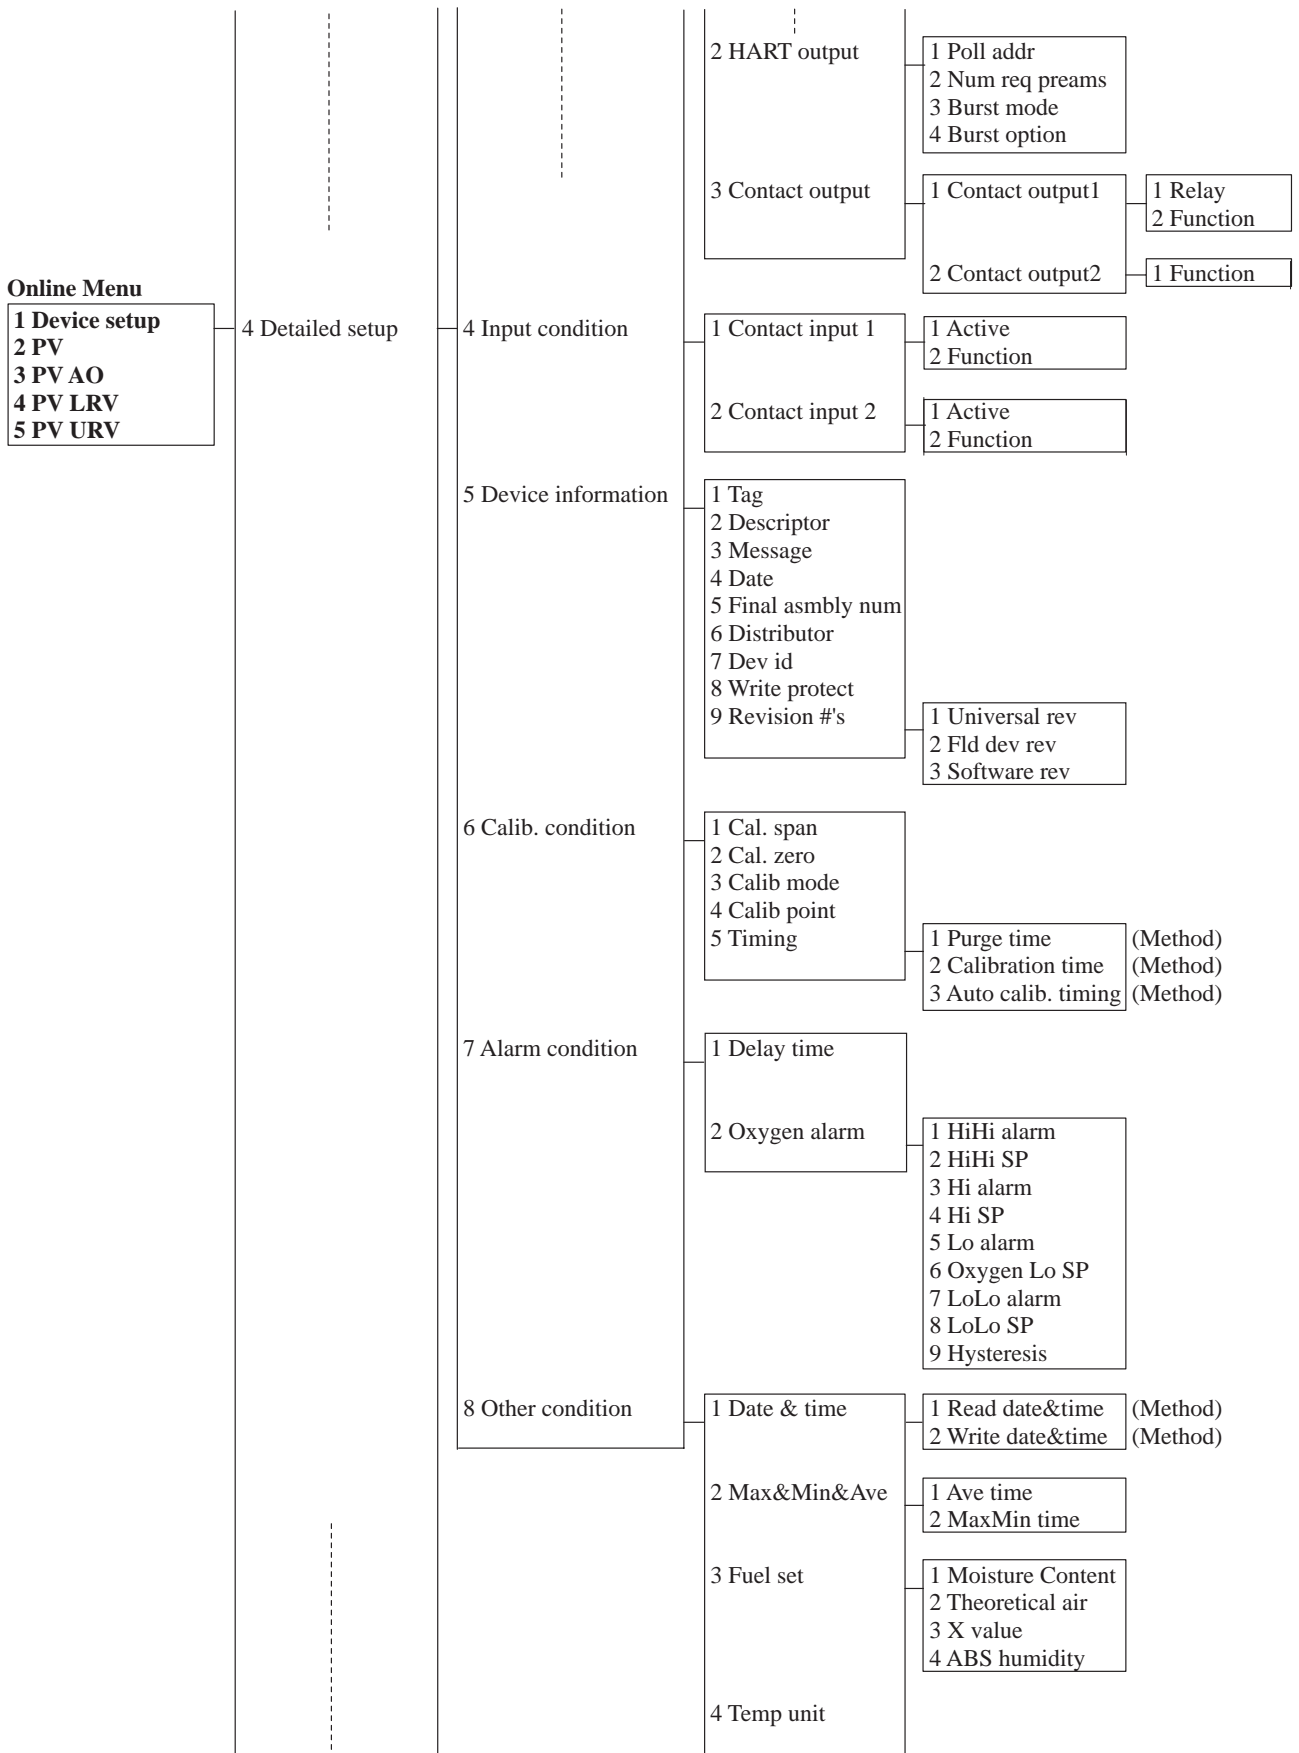 2 HART output
1 Poll addr
2 Num req preams
3 Burst mode
4 Burst option
3 Contact output
1 Contact output1
1 Relay
2 Function
2 Contact output2
1 Function
Online Menu
1 Device setup
2 PV
3 PV AO
4 PV LRV
5 PV URV
4 Detailed setup
4 Input condition
1 Contact input 1
1 Active
2 Function
2 Contact input 2
1 Active
2 Function
5 Device information
1 Tag
2 Descriptor
3 Message
4 Date
5 Final asmbly num
6 Distributor
7 Dev id
8 Write protect
9 Revision #'s
1 Universal rev
2 Fld dev rev
3 Software rev
6 Calib. condition
1 Cal. span
2 Cal. zero
3 Calib mode
4 Calib point
5 Timing
1 Purge time (Method)
2 Calibration time (Method)
3 Auto calib. timing (Method)
7 Alarm condition
1 Delay time
2 Oxygen alarm
1 HiHi alarm
2 HiHi SP
3 Hi alarm
4 Hi SP
5 Lo alarm
6 Oxygen Lo SP
7 LoLo alarm
8 LoLo SP
9 Hysteresis
8 Other condition
1 Date & time
1 Read date&time (Method)
2 Write date&time (Method)
2 Max&Min&Ave
1 Ave time
2 MaxMin time
3 Fuel set
1 Moisture Content
2 Theoretical air
3 X value
4 ABS humidity
4 Temp unit